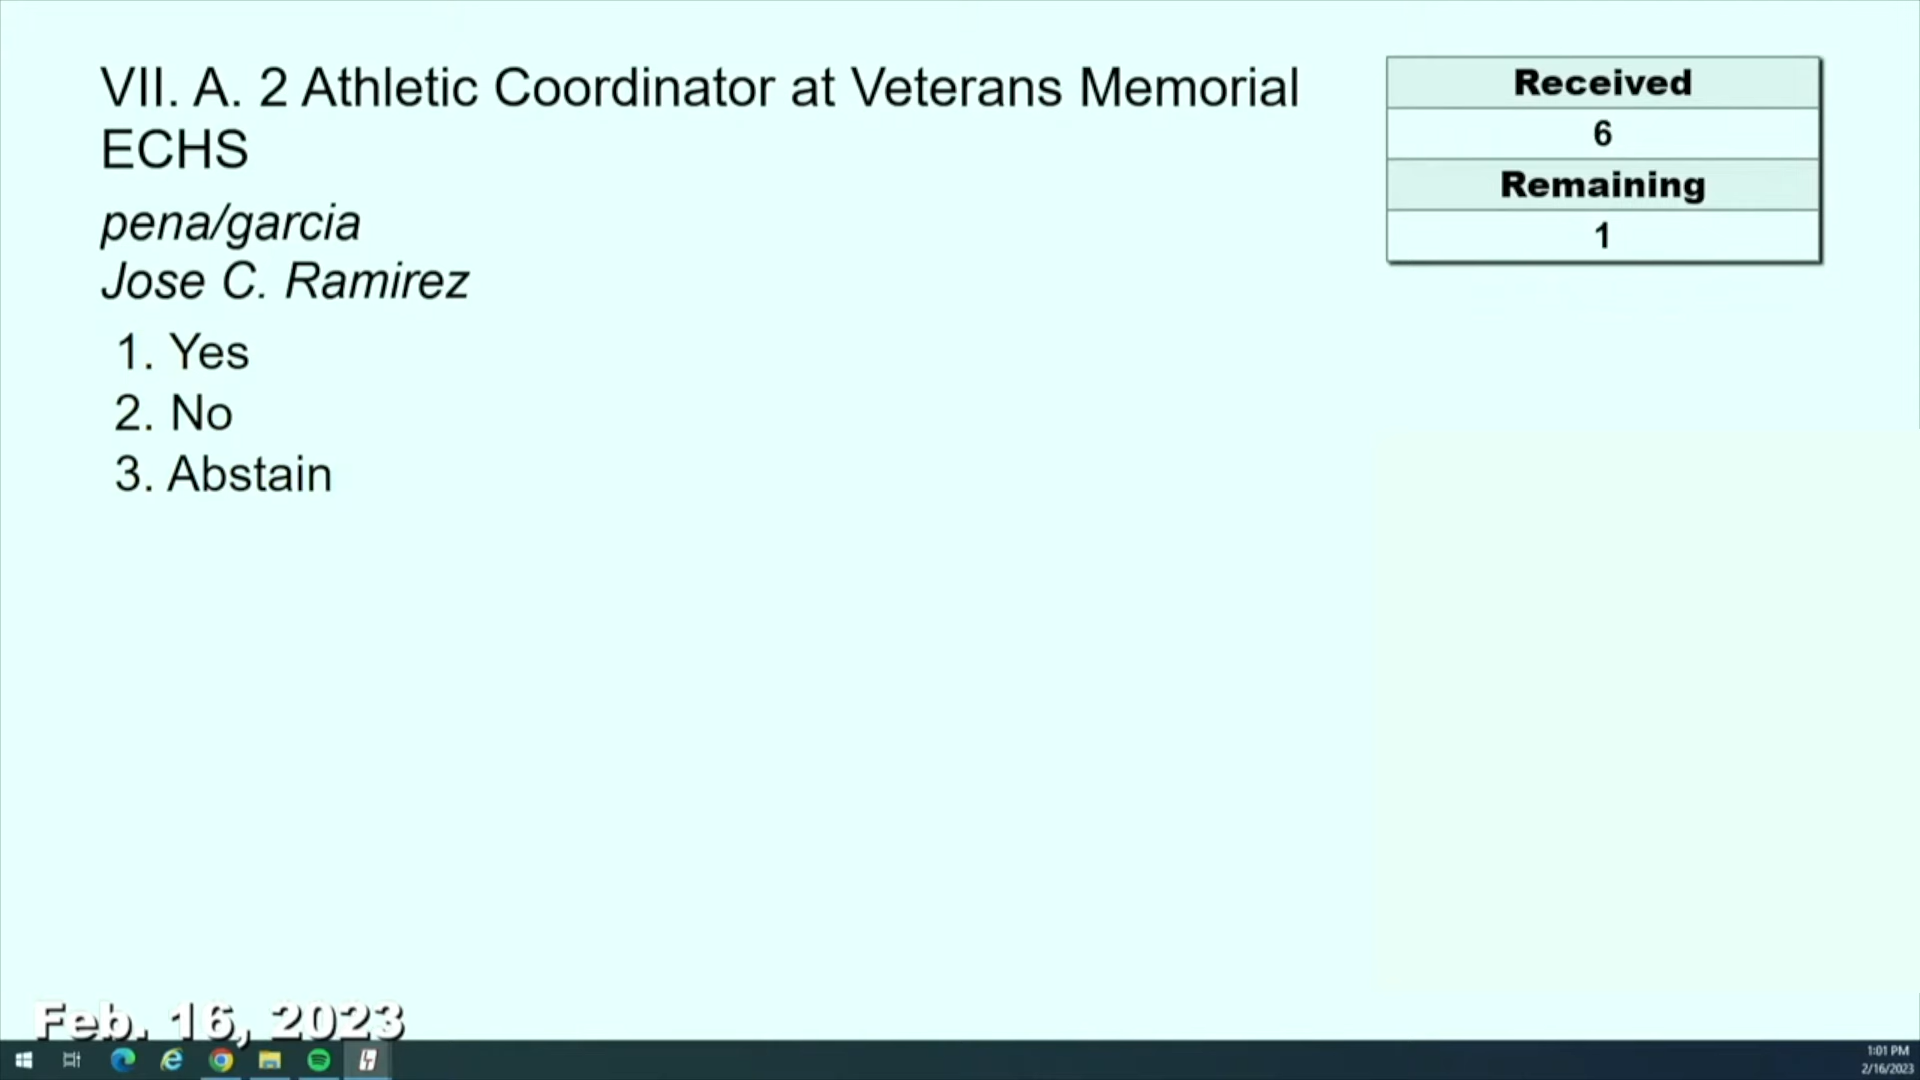 VII. A. 2 Athletic Coordinator at Veterans Memorial
ECHS
pena/garcia
Jose C. Ramirez
1. Yes
2. No
3. Abstain
Received
6
Remaining
1
Feb. 16, 2023
1:01 PM
2/16/2023